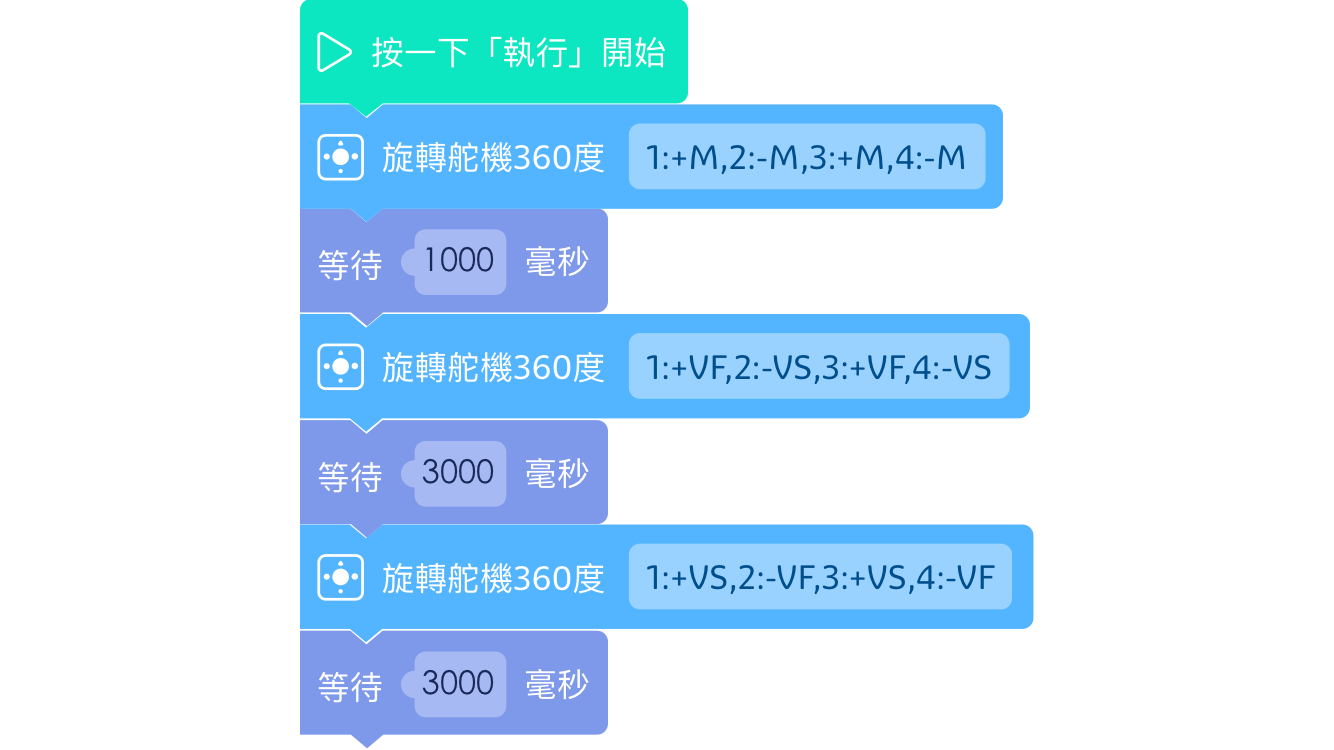 按一下「執行」開始
旋轉舵機360度 1:+M,2:-M,3:+M,4:-M
等待 1000 毫秒
旋轉舵機360度 1:+VF,2:-VS,3:+VF,4:-VS
等待 3000 毫秒
旋轉舵機360度 1:+VS,2:-VF,3:+VS,4:-VF
等待 3000 毫秒